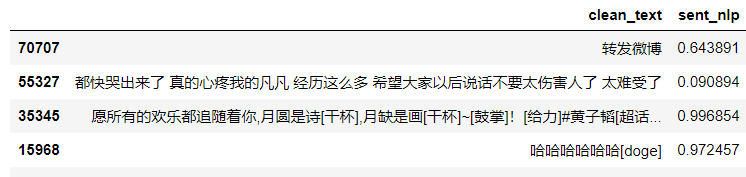 clean_text sent_nlp
70707 转发微博 0.643891
55327 都快哭出来了 真的心疼我的凡凡 经历这么多 希望大家以后说话不要太伤害人了 太难受了 0.090894
35345 愿所有的欢乐都追随着你,月圆是诗[干杯],月缺是画[干杯]~[鼓掌]！[给力]#黄子韬[超话... 0.996854
15968 哈哈哈哈哈哈[doge] 0.972457